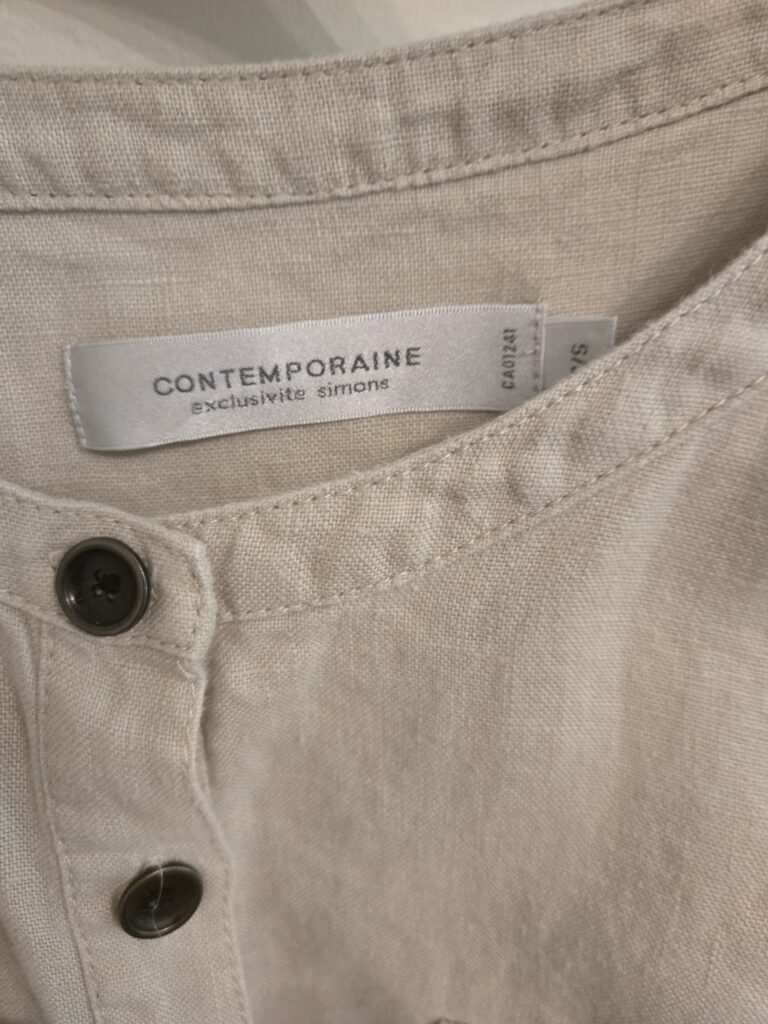 CONTEMPORAINE
exclusivité simons
CA01241